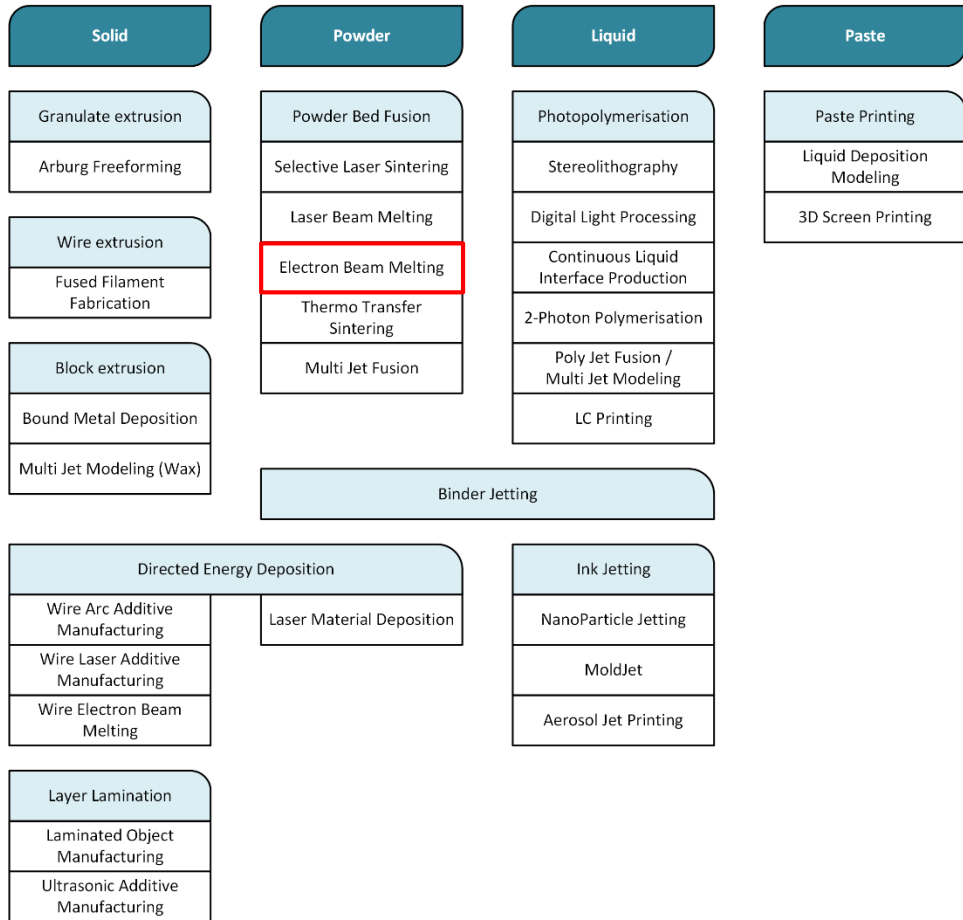 Solid
Powder
Liquid
Paste
Granulate extrusion
Arburg Freeforming
Wire extrusion
Fused Filament
Fabrication
Block extrusion
Bound Metal Deposition
Multi Jet Modeling (Wax)
Powder Bed Fusion
Selective Laser Sintering
Laser Beam Melting
Electron Beam Melting
Thermo Transfer
Sintering
Multi Jet Fusion
Photopolymerisation
Stereolithography
Digital Light Processing
Continuous Liquid
Interface Production
2-Photon Polymerisation
Poly Jet Fusion /
Multi Jet Modeling
LC Printing
Paste Printing
Liquid Deposition
Modeling
3D Screen Printing
Binder Jetting
Directed Energy Deposition
Wire Arc Additive
Manufacturing
Wire Laser Additive
Manufacturing
Wire Electron Beam
Melting
Laser Material Deposition
Ink Jetting
NanoParticle Jetting
MoldJet
Aerosol Jet Printing
Layer Lamination
Laminated Object
Manufacturing
Ultrasonic Additive
Manufacturing